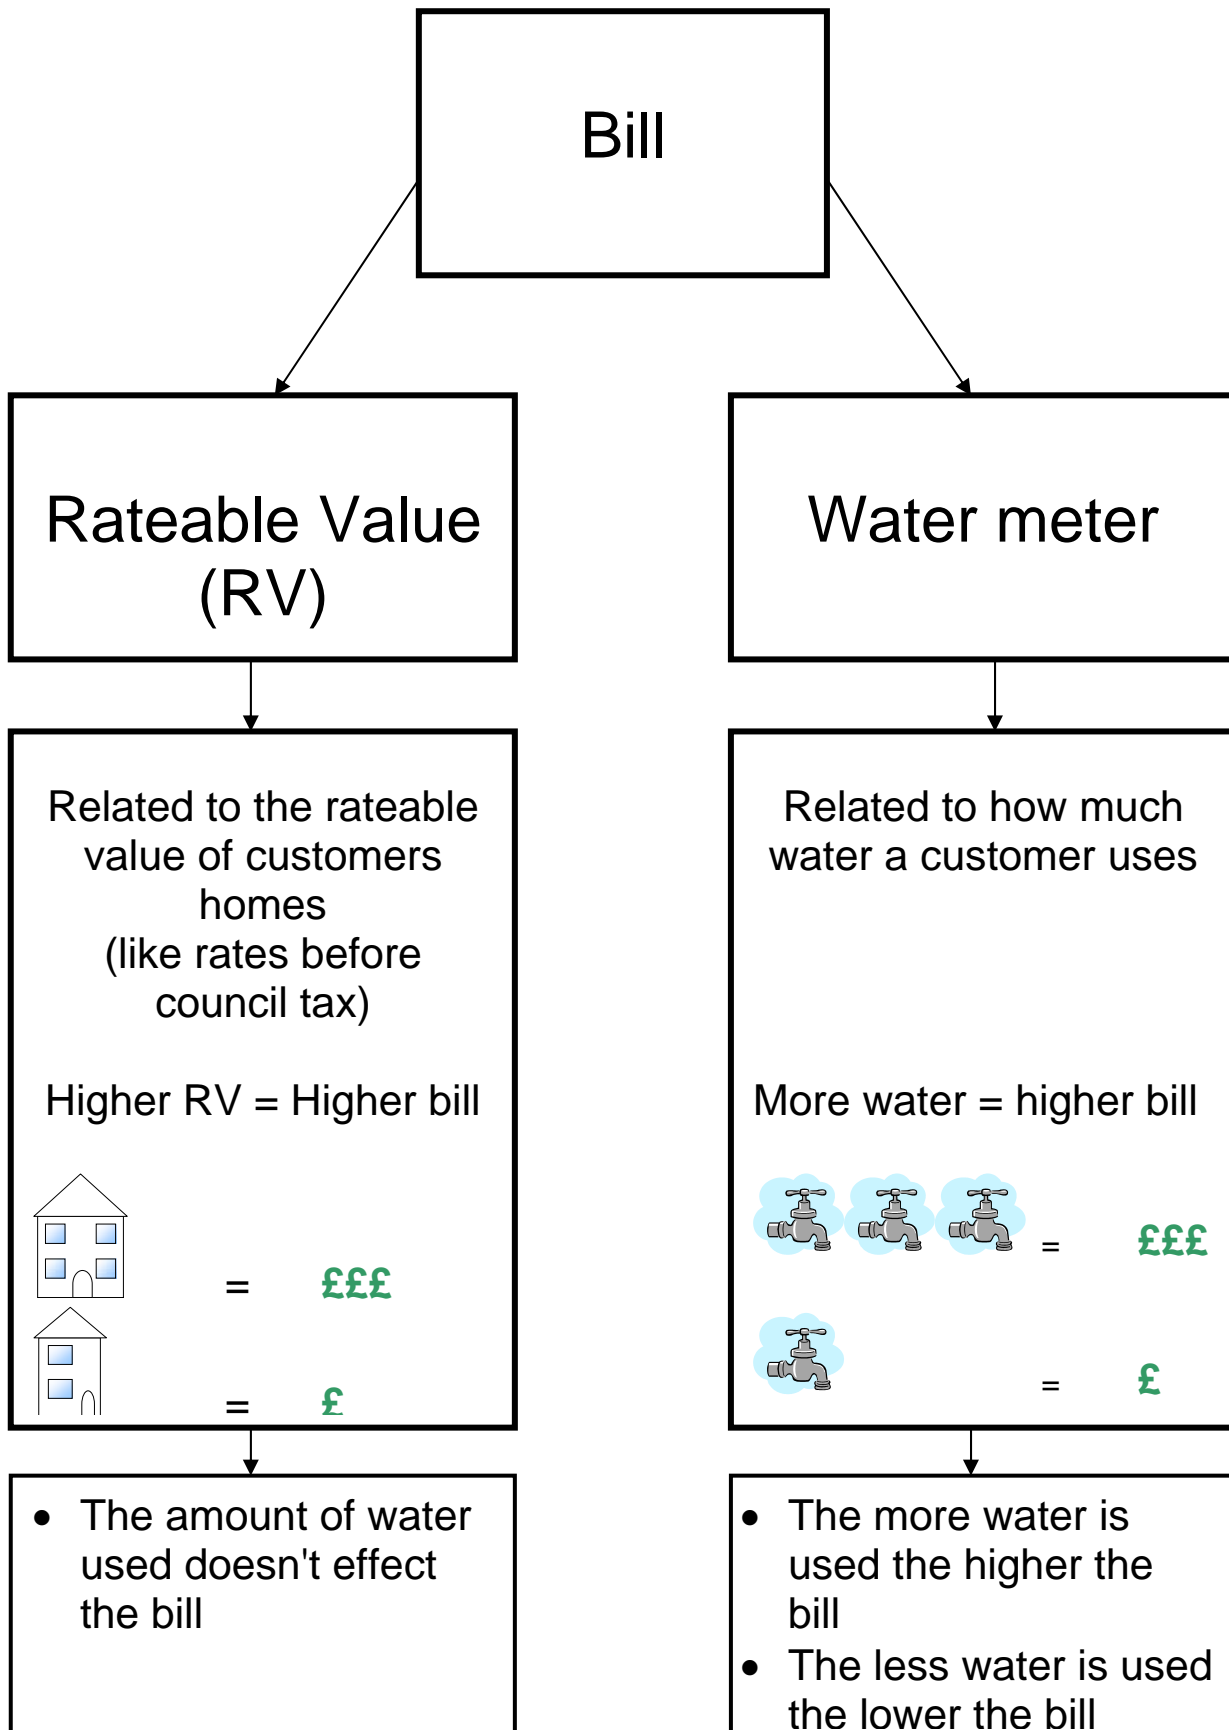 Bill
Rateable Value
(RV)
Water meter
Related to the rateable
value of customers
homes
(like rates before
council tax)
Higher RV = Higher bill
= £££
= £
Related to how much
water a customer uses
More water = higher bill
= £££
= £
• The amount of water
used doesn't effect
the bill
• The more water is
used the higher the
bill
• The less water is used
the lower the bill